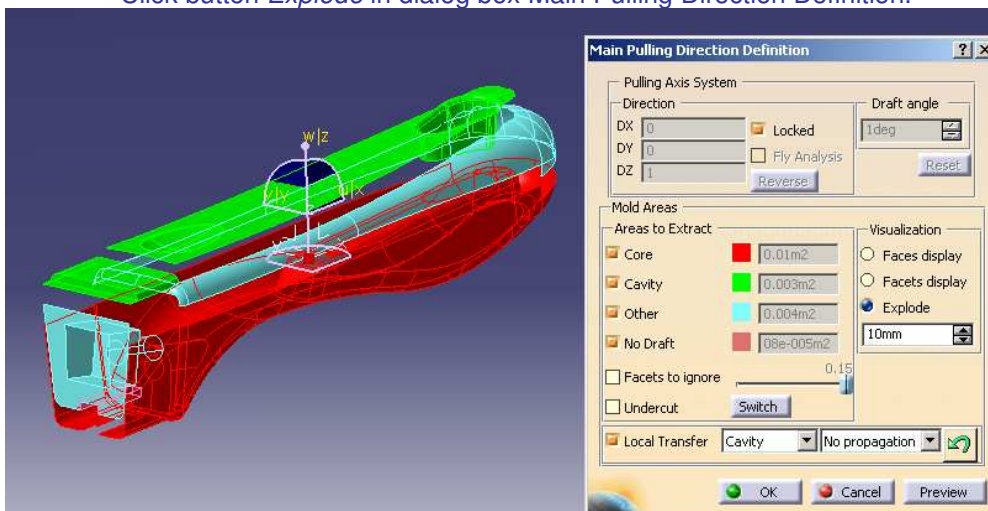 Click button Explode in dialog box Main Pulling Direction Definition.
Main Pulling Direction Definition
Pulling Axis System
Direction
Draft angle
DX 0
Locked
1deg
DY 0
Fly Analysis
DZ 1
Reverse
Reset
Mold Areas
Areas to Extract
Visualization
Core 0.01m2
Faces display
Cavity 0.003m2
Facets display
Other 0.004m2
Explode
No Draft 08e-005m2
10mm
Facets to ignore 0.15
Undercut Switch
Local Transfer Cavity No propagation
OK Cancel Preview
w|z